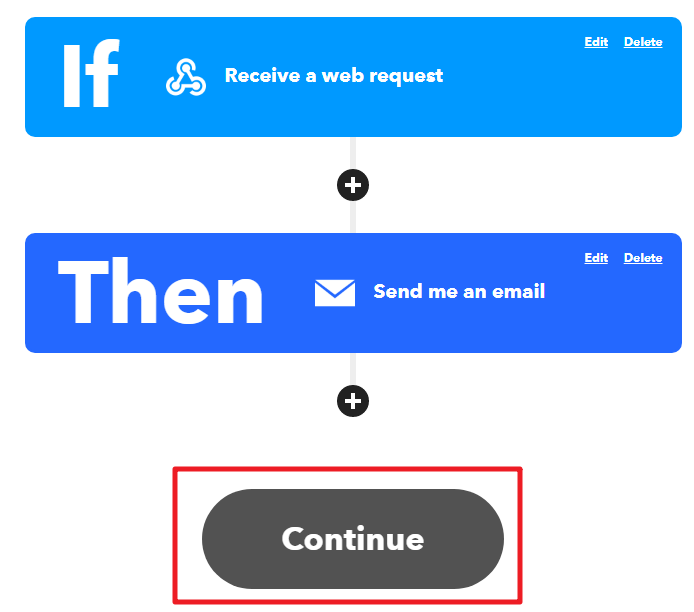 If
Receive a web request
Edit Delete
Then
Send me an email
Edit Delete
Continue